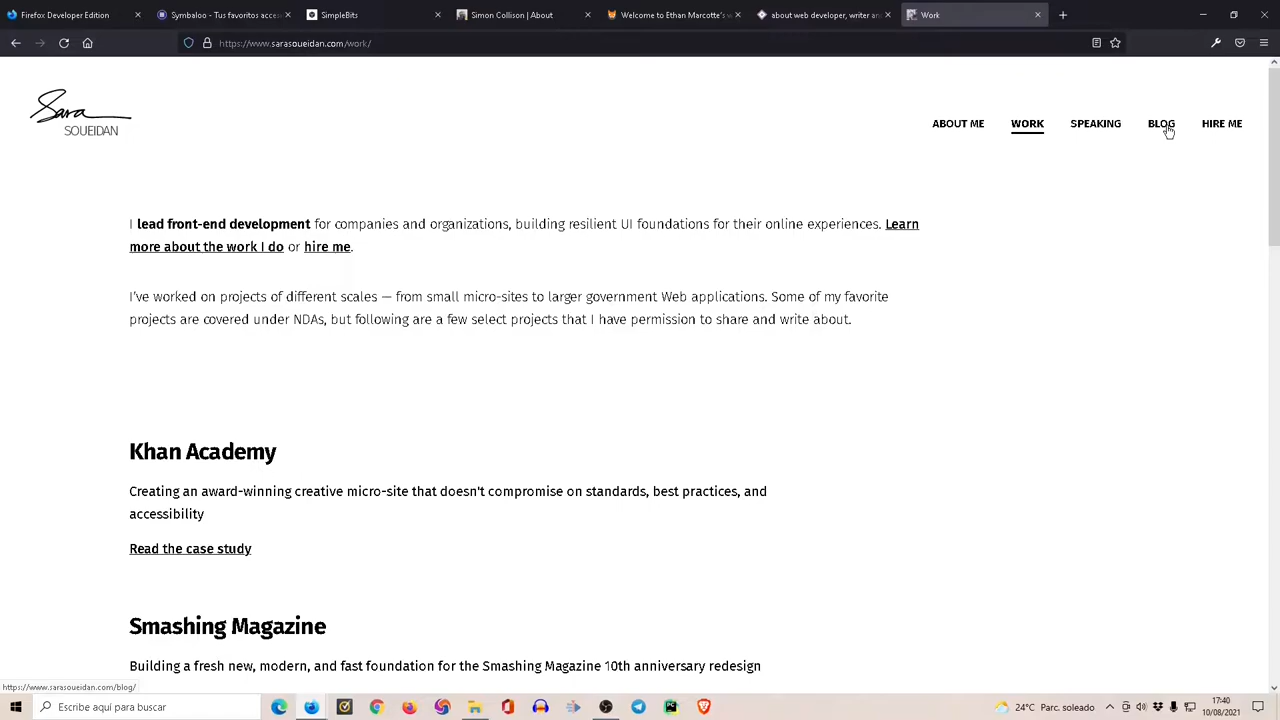 Firefox Developer Edition
Symbaloo - Tus favoritos acces
SimpleBits
Simon Collison | About
Welcome to Ethan Marcotte's w
about web developer, writer an
Work
https://www.sarasoueidan.com/work/
Sara
SOUEIDAN
ABOUT ME
WORK
SPEAKING
BLOG
HIRE ME
I lead front-end development for companies and organizations, building resilient UI foundations for their online experiences. Learn
more about the work I do or hire me.
I've worked on projects of different scales — from small micro-sites to larger government Web applications. Some of my favorite
projects are covered under NDAs, but following are a few select projects that I have permission to share and write about.
Khan Academy
Creating an award-winning creative micro-site that doesn't compromise on standards, best practices, and
accessibility
Read the case study
Smashing Magazine
Building a fresh new, modern, and fast foundation for the Smashing Magazine 10th anniversary redesign
https://www.sarasoueidan.com/blog/
Escribe aquí para buscar
24°C Parc. soleado
17:40
10/08/2021